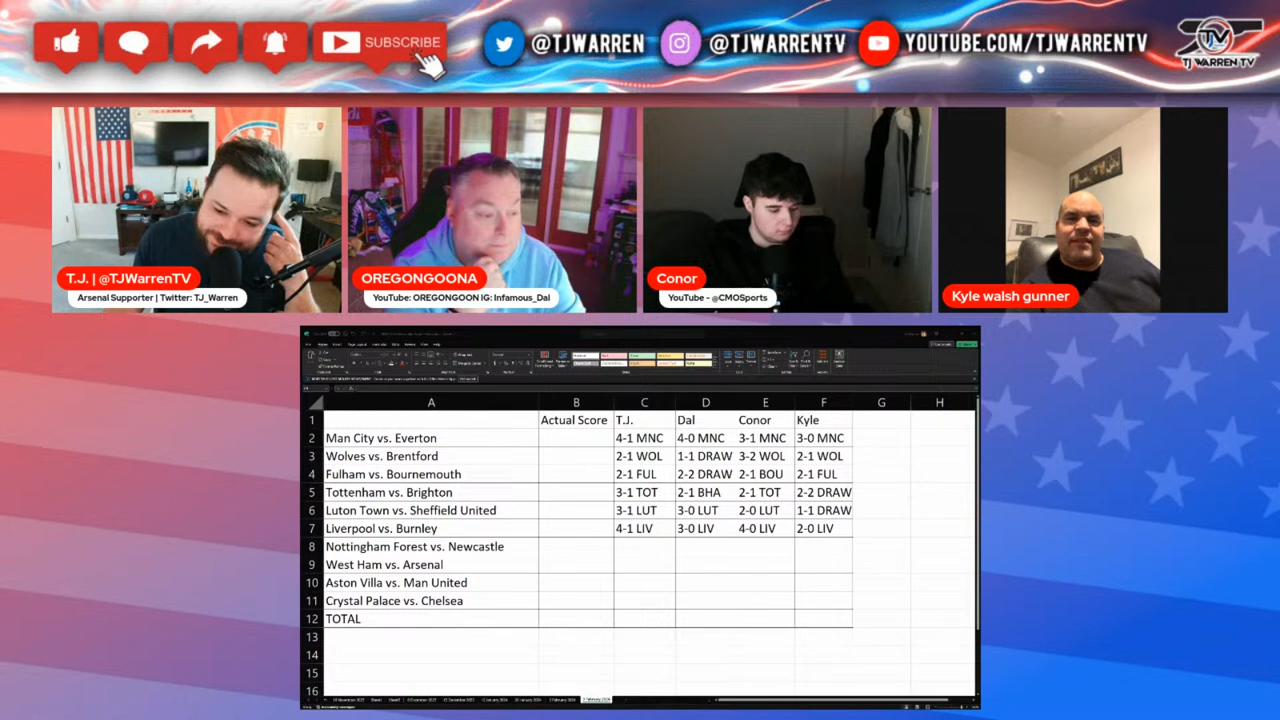 SUBSCRIBE
@TJWARREN
@TJWARRENTV
YOUTUBE.COM/TJWARRENTV
TV
TJ WARREN TV
T.J. | @TJWarrenTV
Arsenal Supporter | Twitter: TJ_Warren
OREGONGOONA
YouTube: OREGONGOON IG: Infamous_Dal
Conor
YouTube - @CMOSports
Kyle walsh gunner
A B C D E F G H
1 Actual Score T.J. Dal Conor Kyle
2 Man City vs. Everton 4-1 MNC 4-0 MNC 3-1 MNC 3-0 MNC
3 Wolves vs. Brentford 2-1 WOL 1-1 DRAW 3-2 WOL 2-1 WOL
4 Fulham vs. Bournemouth 2-1 FUL 2-2 DRAW 2-1 BOU 2-1 FUL
5 Tottenham vs. Brighton 3-1 TOT 2-1 BHA 2-1 TOT 2-2 DRAW
6 Luton Town vs. Sheffield United 3-1 LUT 3-0 LUT 2-0 LUT 1-1 DRAW
7 Liverpool vs. Burnley 4-1 LIV 3-0 LIV 4-0 LIV 2-0 LIV
8 Nottingham Forest vs. Newcastle
9 West Ham vs. Arsenal
10 Aston Villa vs. Man United
11 Crystal Palace vs. Chelsea
12 TOTAL
13
14
15
16